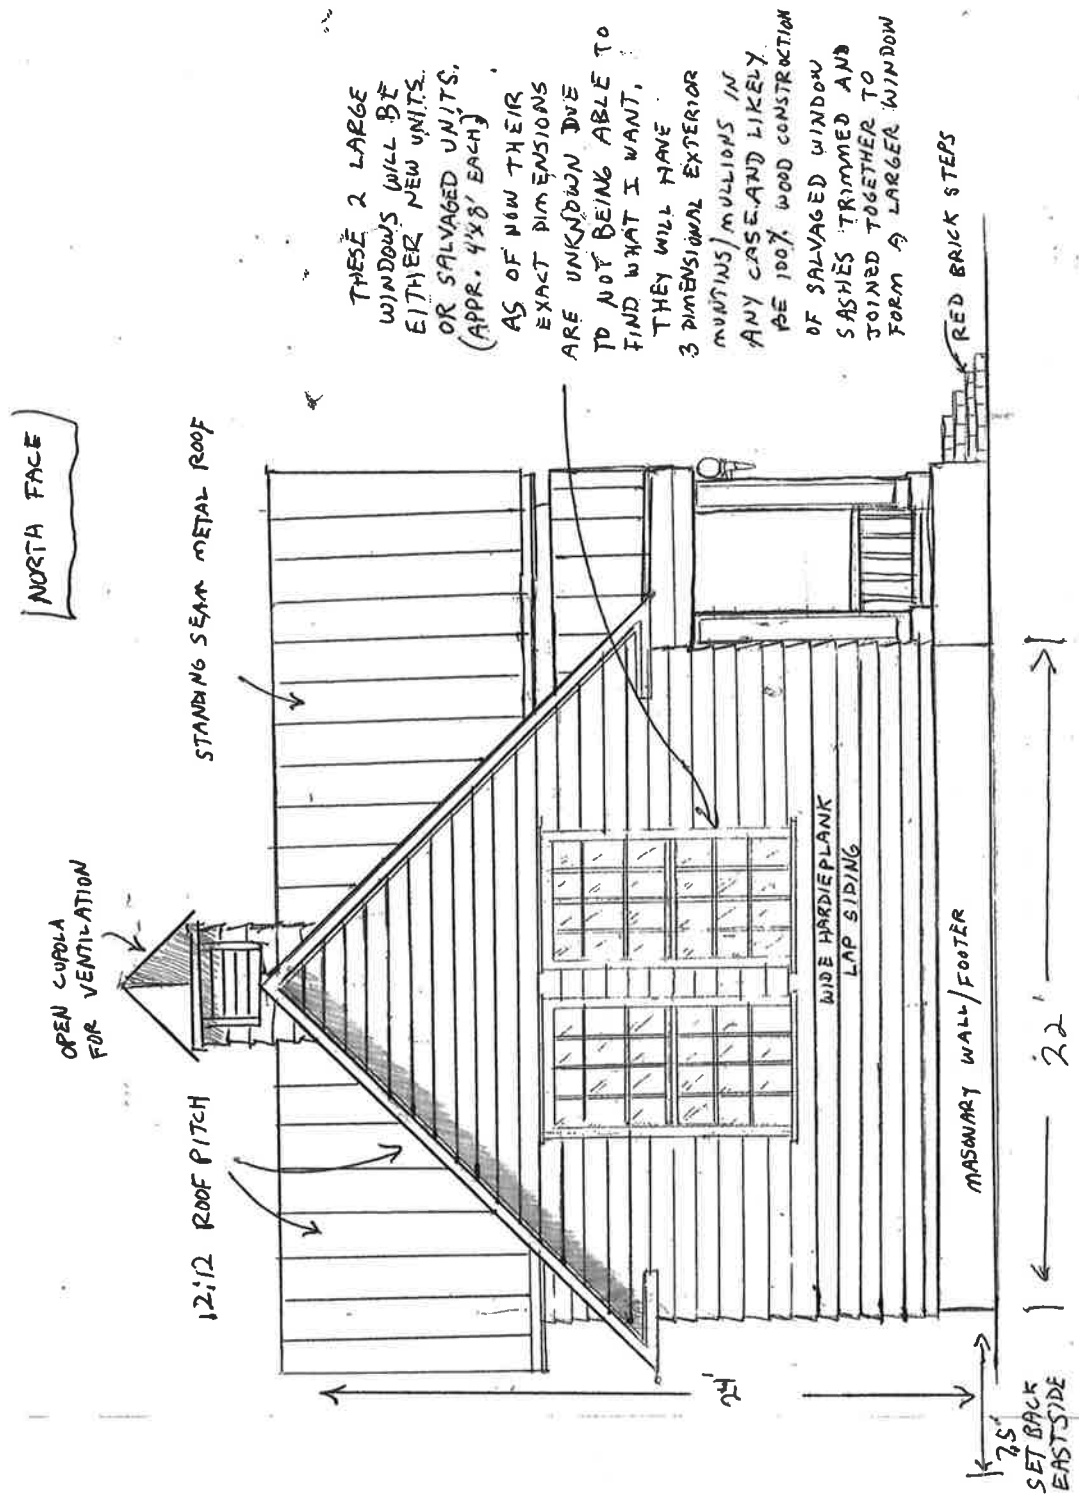 NORTH FACE
OPEN CUPOLA
FOR VENTILATION
STANDING SEAM METAL ROOF
12:12 ROOF PITCH
THESE 2 LARGE
WINDOWS WILL BE
EITHER NEW UNITS
OR SALVAGED UNITS.
(APPR. 4'x8' EACH)
AS OF NOW THEIR
EXACT DIMENSIONS
ARE UNKNOWN DUE
TO NOT BEING ABLE TO
FIND WHAT I WANT.
THEY WILL HAVE
3 DIMENSIONAL EXTERIOR
MUNTINS/MULLIONS IN
ANY CASE. AND LIKELY
BE 100% WOOD CONSTRUCTION
OF SALVAGED WINDOW
SASHES TRIMMED AND
JOINED TOGETHER TO
FORM A LARGER WINDOW
RED BRICK STEPS
WIDE HARDIEPLANK
LAP SIDING
MASONARY WALL/FOOTER
24'
22'
7.5'
SET BACK
EAST SIDE